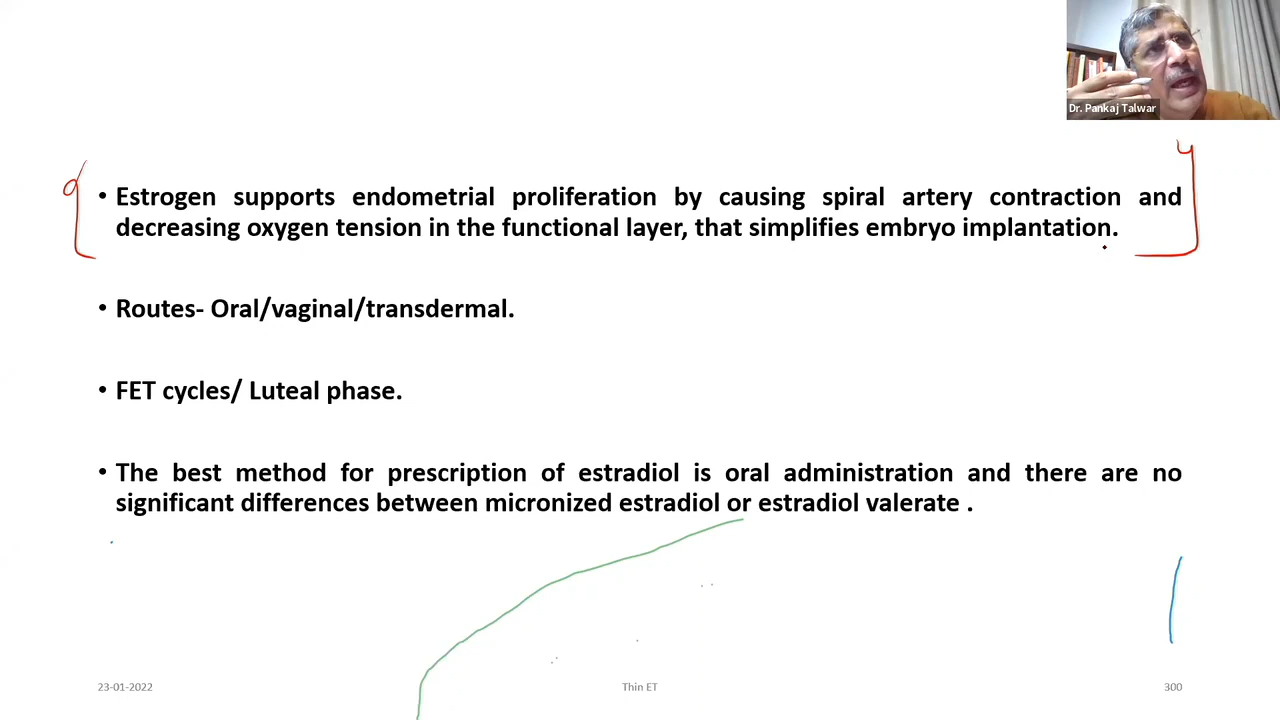 Dr. Pankaj Talwar
• Estrogen supports endometrial proliferation by causing spiral artery contraction and
decreasing oxygen tension in the functional layer, that simplifies embryo implantation.
• Routes- Oral/vaginal/transdermal.
• FET cycles/ Luteal phase.
• The best method for prescription of estradiol is oral administration and there are no
significant differences between micronized estradiol or estradiol valerate .
23-01-2022
Thin ET
300